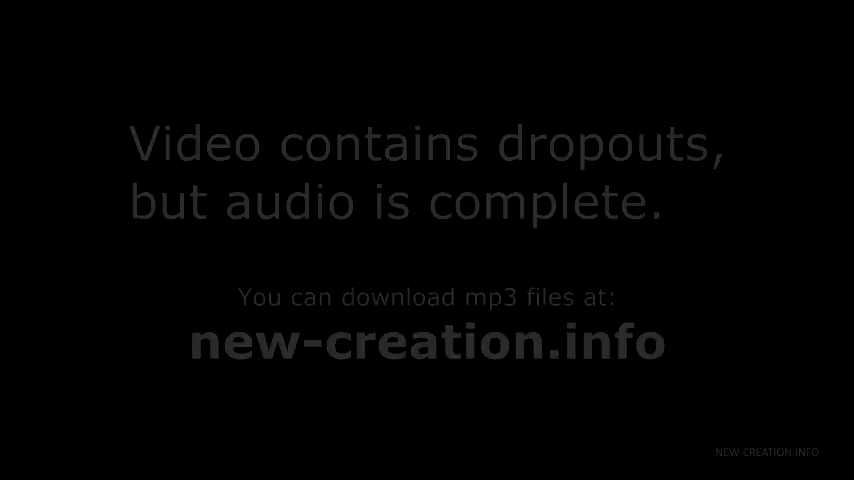 Video contains dropouts,
but audio is complete.
You can download mp3 files at:
new-creation.info
NEW CREATION.INFO